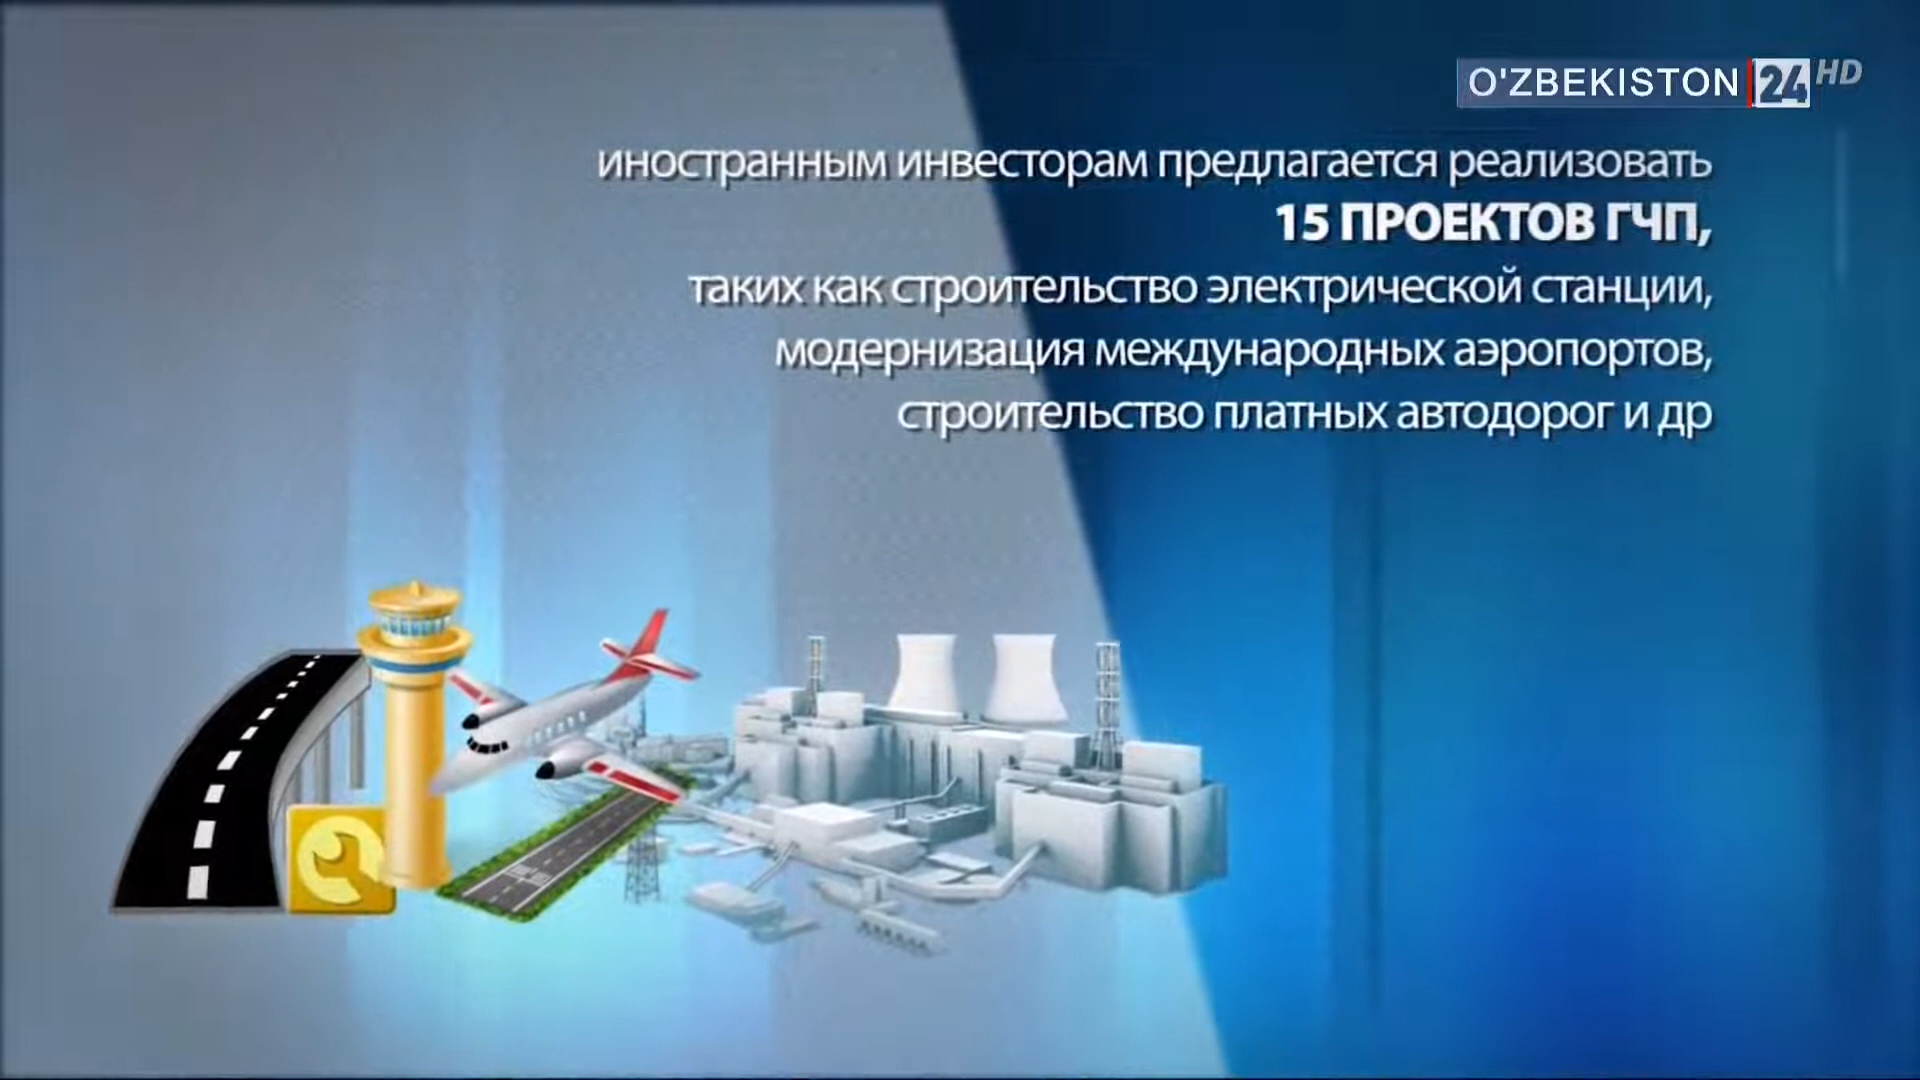 O'ZBEKISTON 24 HD
иностранным инвесторам предлагается реализовать
15 ПРОЕКТОВ ГЧП,
таких как строительство электрической станции,
модернизация международных аэропортов,
строительство платных автодорог и др